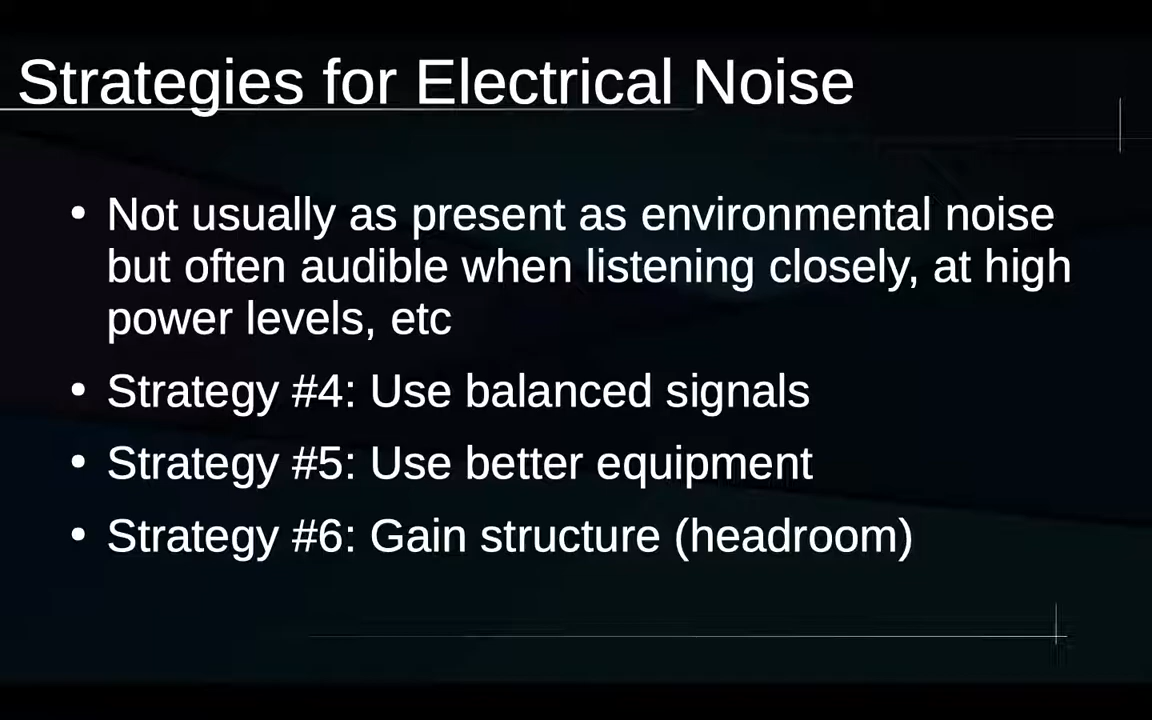 Strategies for Electrical Noise
• Not usually as present as environmental noise
but often audible when listening closely, at high
power levels, etc
• Strategy #4: Use balanced signals
• Strategy #5: Use better equipment
• Strategy #6: Gain structure (headroom)